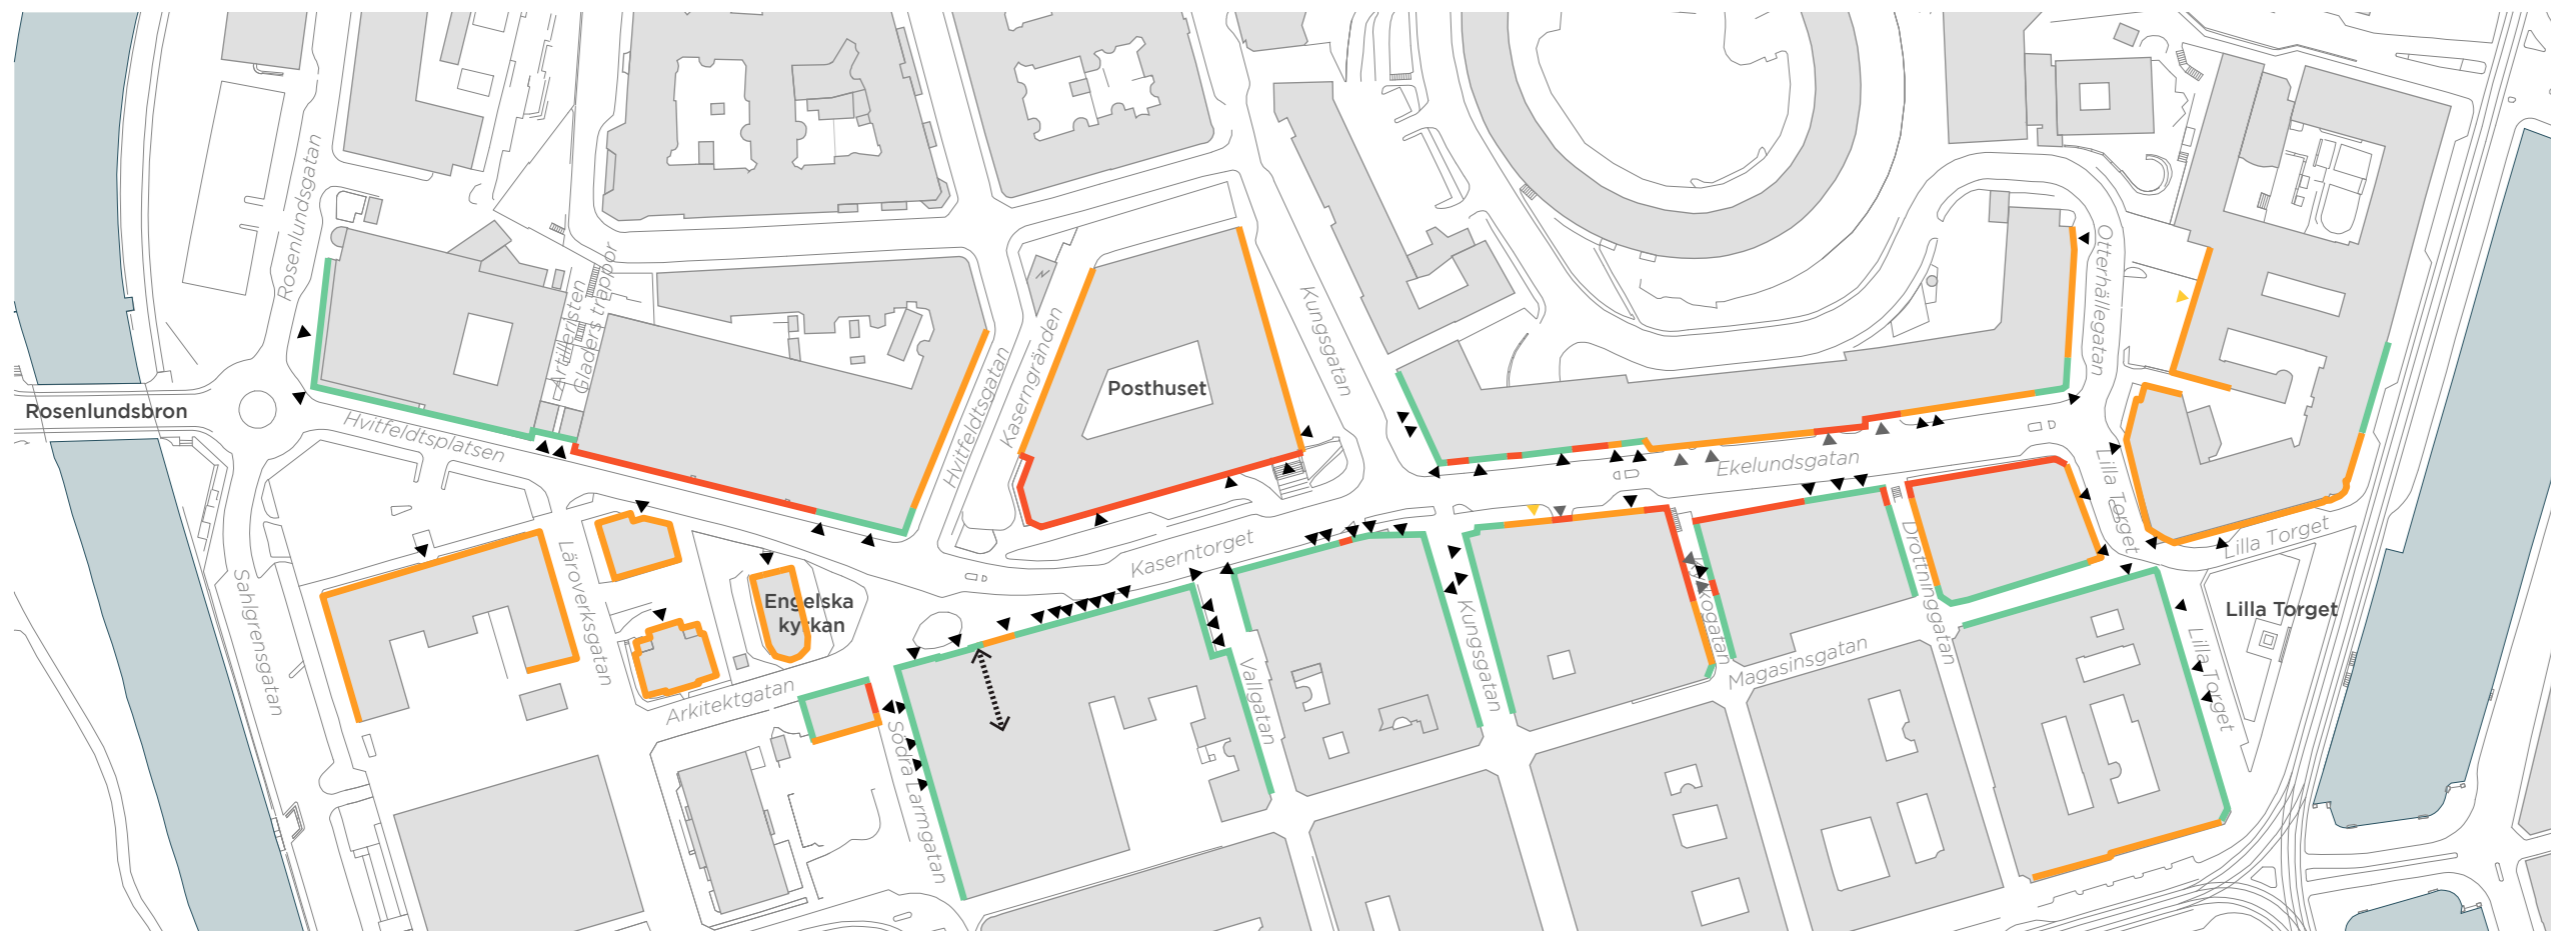 Rosenlundsgatan
Artilleristen
Gladers trappor
Otterhällegatan
Kungsgatan
Kaserngränden
Hvitfeldtsgatan
Posthuset
Rosenlundsbron
Hvitfeldtsplatsen
Ekelundsgatan
Lilla Torget
Lilla Torget
Kaserntorget
Drottninggatan
Läroverksgatan
Sahlgrensgatan
Engelska
kyrkan
Kungsgatan
Lilla Torget
Lilla Torget
Magasinsgatan
Vallgatan
Arkitektgatan
Södra Larmgatan